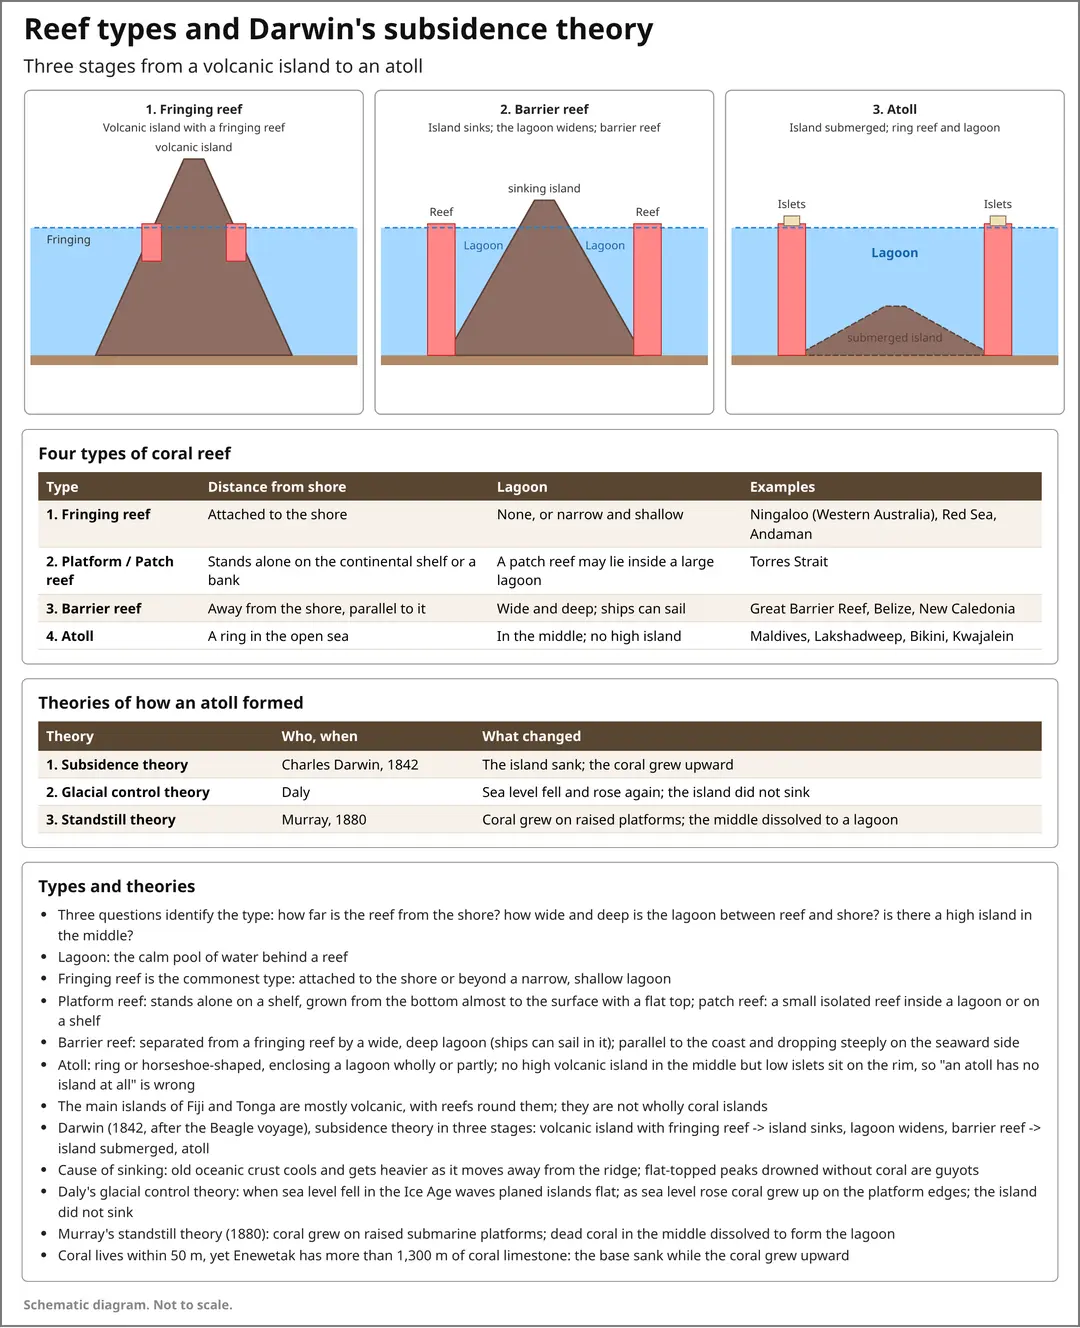 Reef types and Darwin's subsidence theory
Three stages from a volcanic island to an atoll
1. Fringing reef
Volcanic island with a fringing reef
volcanic island
Fringing
2. Barrier reef
Island sinks; the lagoon widens; barrier reef
sinking island
Reef
Reef
Lagoon
Lagoon
3. Atoll
Island submerged; ring reef and lagoon
Islets
Islets
Lagoon
submerged island
Four types of coral reef
Type Distance from shore Lagoon Examples
1. Fringing reef Attached to the shore None, or narrow and shallow Ningaloo (Western Australia), Red Sea,
Andaman
2. Platform / Patch Stands alone on the continental shelf or a A patch reef may lie inside a large Torres Strait
reef bank lagoon
3. Barrier reef Away from the shore, parallel to it Wide and deep; ships can sail Great Barrier Reef, Belize, New Caledonia
4. Atoll A ring in the open sea In the middle; no high island Maldives, Lakshadweep, Bikini, Kwajalein
Theories of how an atoll formed
Theory Who, when What changed
1. Subsidence theory Charles Darwin, 1842 The island sank; the coral grew upward
2. Glacial control theory Daly Sea level fell and rose again; the island did not sink
3. Standstill theory Murray, 1880 Coral grew on raised platforms; the middle dissolved to a lagoon
Types and theories
• Three questions identify the type: how far is the reef from the shore? how wide and deep is the lagoon between reef and shore? is there a high island in
the middle?
• Lagoon: the calm pool of water behind a reef
• Fringing reef is the commonest type: attached to the shore or beyond a narrow, shallow lagoon
• Platform reef: stands alone on a shelf, grown from the bottom almost to the surface with a flat top; patch reef: a small isolated reef inside a lagoon or on
a shelf
• Barrier reef: separated from a fringing reef by a wide, deep lagoon (ships can sail in it); parallel to the coast and dropping steeply on the seaward side
• Atoll: ring or horseshoe-shaped, enclosing a lagoon wholly or partly; no high volcanic island in the middle but low islets sit on the rim, so "an atoll has no
island at all" is wrong
• The main islands of Fiji and Tonga are mostly volcanic, with reefs round them; they are not wholly coral islands
• Darwin (1842, after the Beagle voyage), subsidence theory in three stages: volcanic island with fringing reef -> island sinks, lagoon widens, barrier reef ->
island submerged, atoll
• Cause of sinking: old oceanic crust cools and gets heavier as it moves away from the ridge; flat-topped peaks drowned without coral are guyots
• Daly's glacial control theory: when sea level fell in the Ice Age waves planed islands flat; as sea level rose coral grew up on the platform edges; the island
did not sink
• Murray's standstill theory (1880): coral grew on raised submarine platforms; dead coral in the middle dissolved to form the lagoon
• Coral lives within 50 m, yet Enewetak has more than 1,300 m of coral limestone: the base sank while the coral grew upward
Schematic diagram. Not to scale.